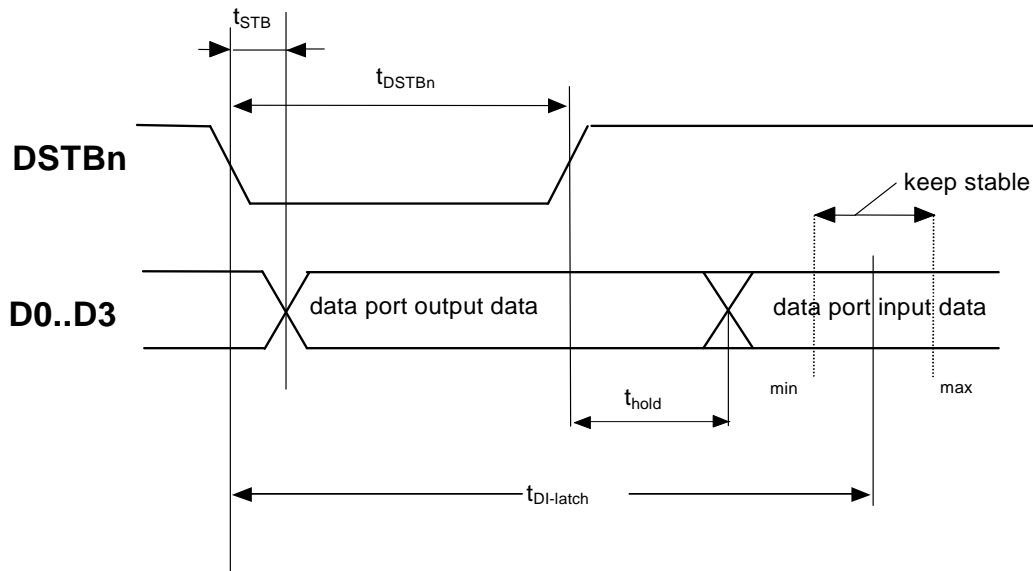 tSTB
tDSTBn
DSTBn
keep stable
D0..D3
data port output data
data port input data
min
max
thold
tDI-latch